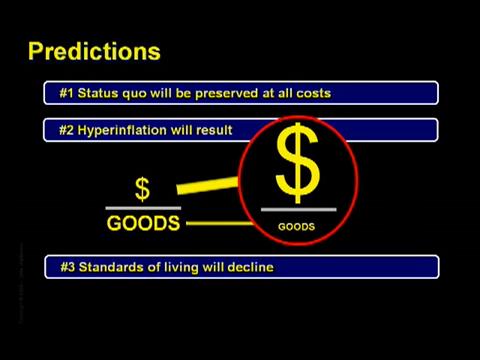 Predictions
#1 Status quo will be preserved at all costs
#2 Hyperinflation will result
$
GOODS
$
GOODS
#3 Standards of living will decline